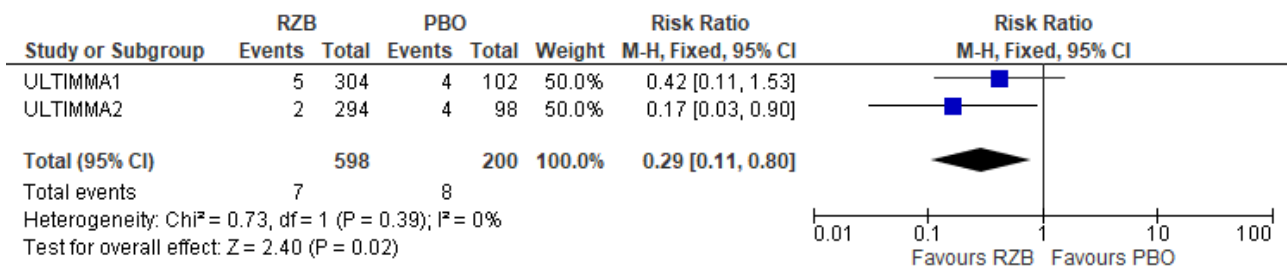 RZB PBO Risk Ratio Risk Ratio
Study or Subgroup Events Total Events Total Weight M-H, Fixed, 95% CI M-H, Fixed, 95% CI
ULTIMMA1 5 304 4 102 50.0% 0.42 [0.11, 1.53]
ULTIMMA2 2 294 4 98 50.0% 0.17 [0.03, 0.90]
Total (95% CI) 598 200 100.0% 0.29 [0.11, 0.80]
Total events 7 8
Heterogeneity: Chi² = 0.73, df = 1 (P = 0.39); I² = 0%
Test for overall effect: Z = 2.40 (P = 0.02)
0.01 0.1 1 10 100
Favours RZB Favours PBO